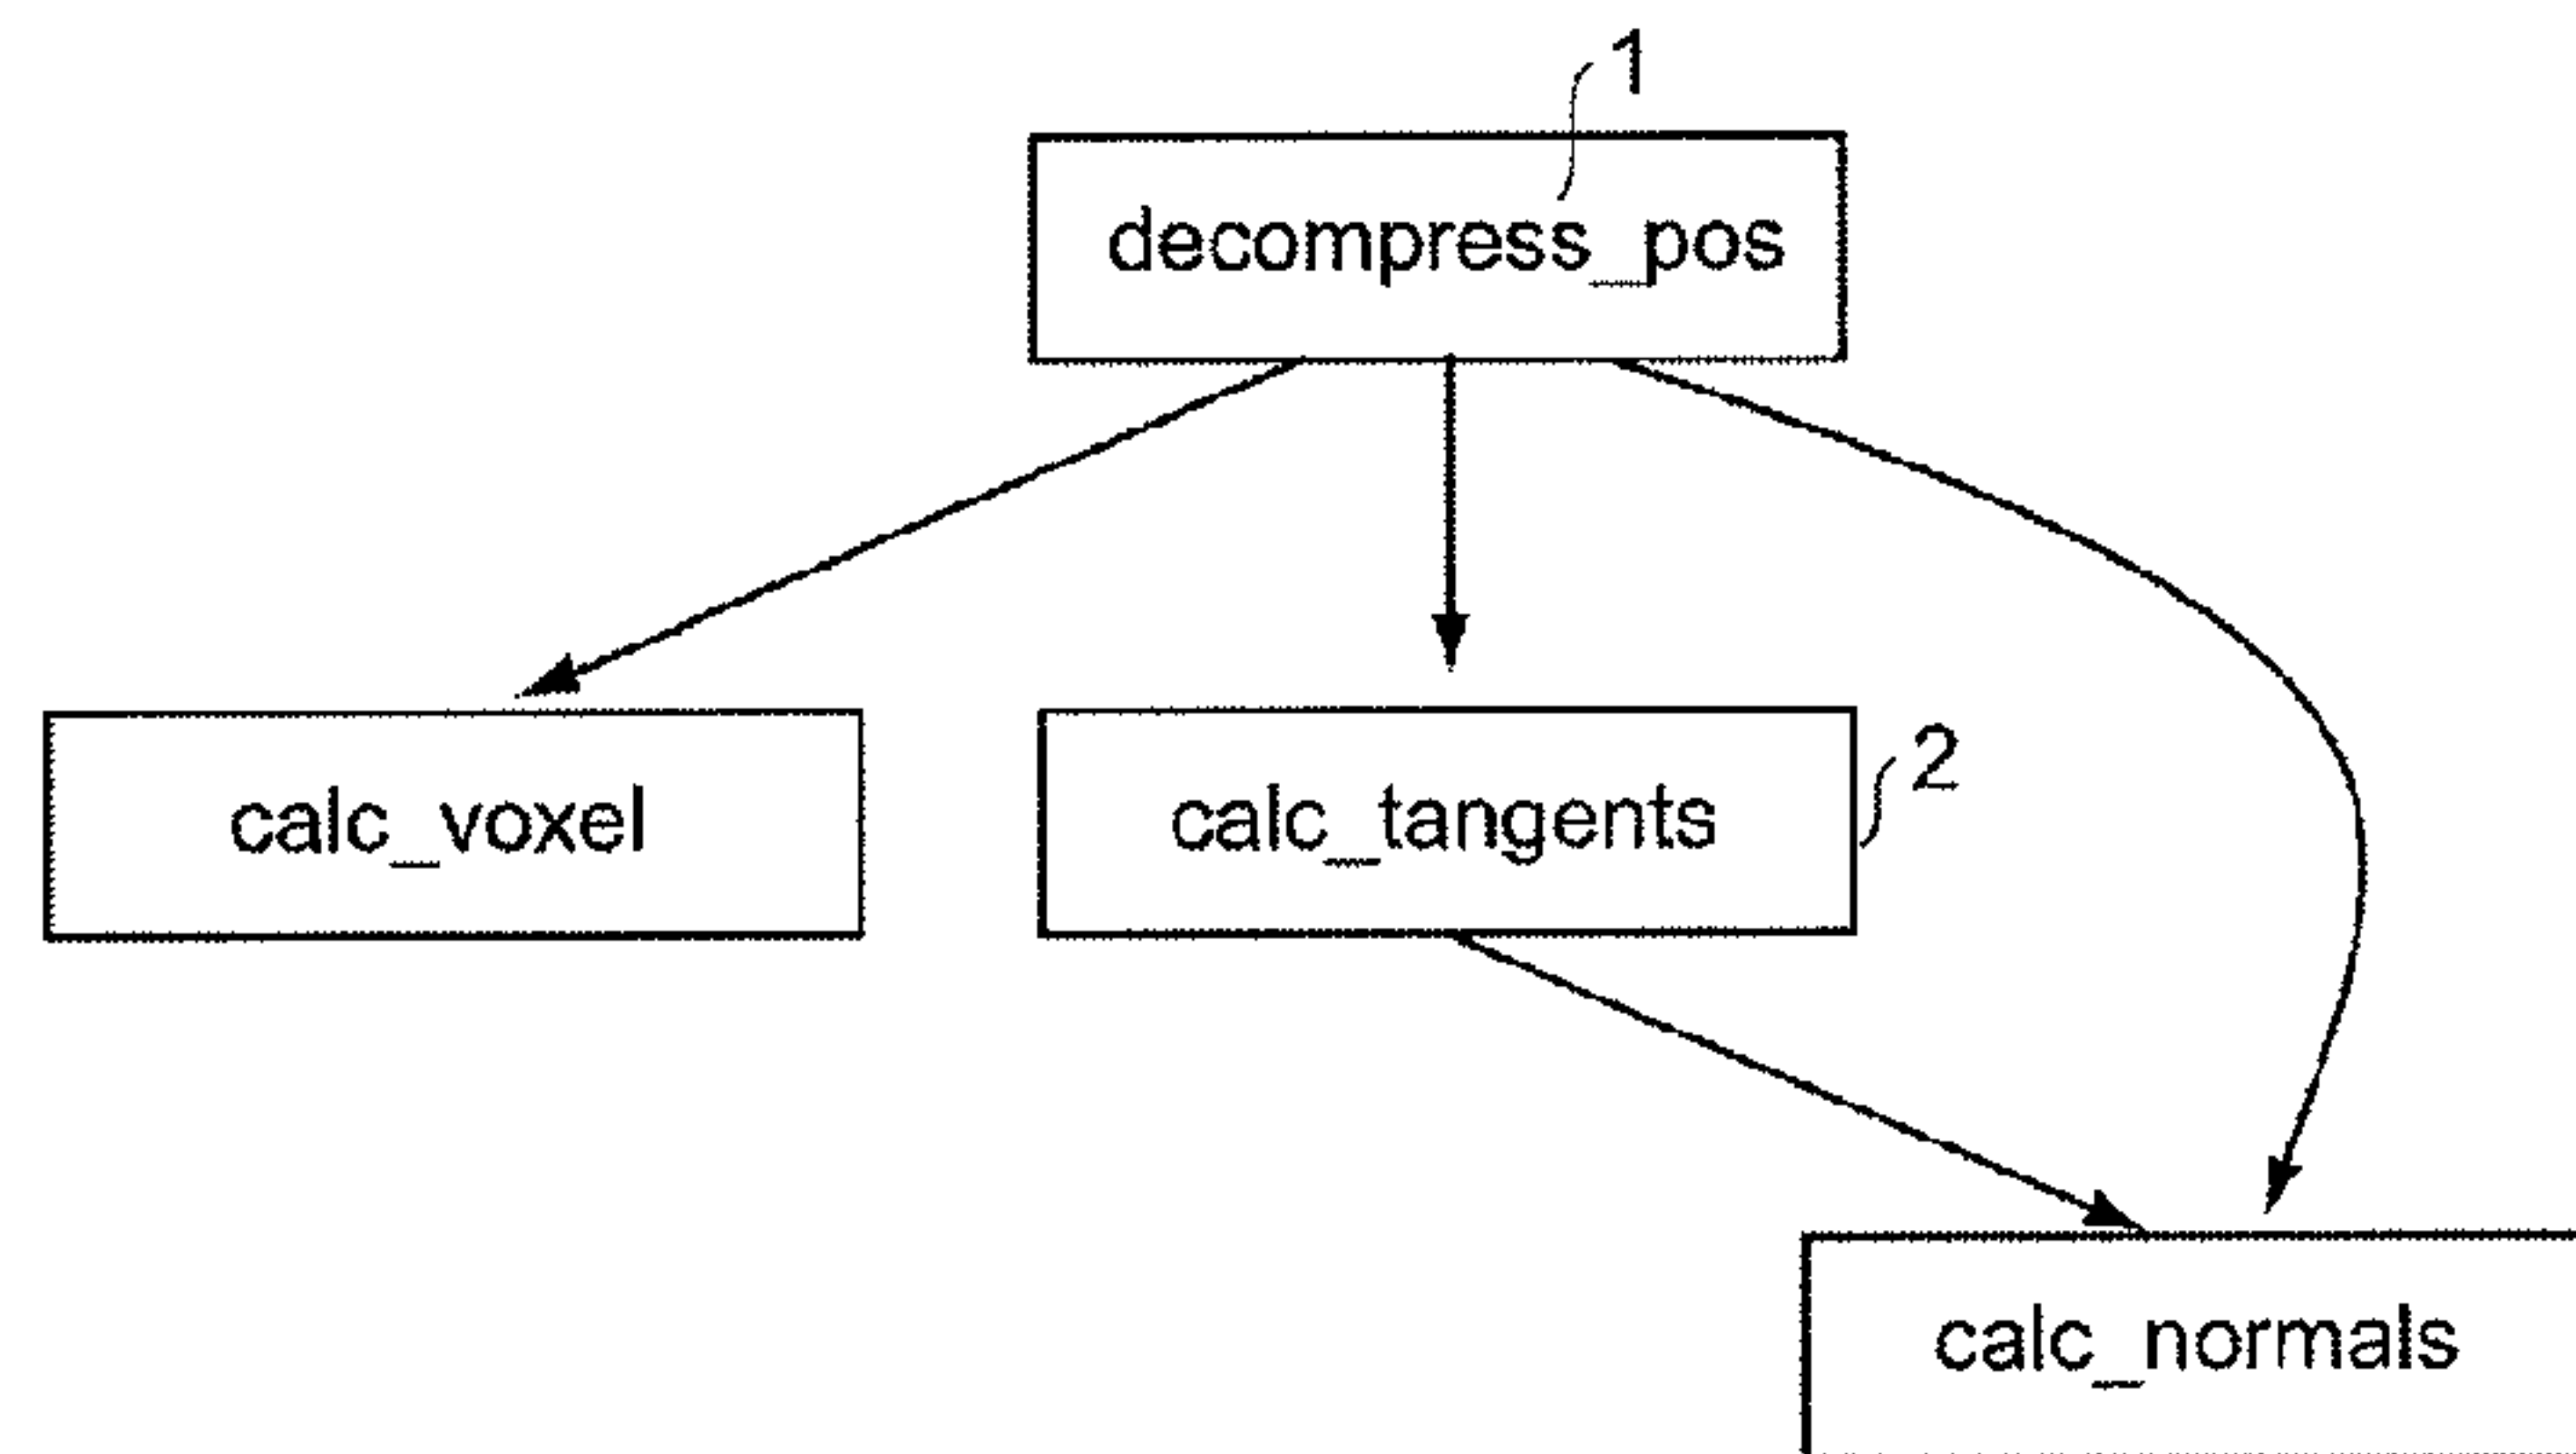 1
decompress_pos
calc_voxel
calc_tangents
2
calc_normals